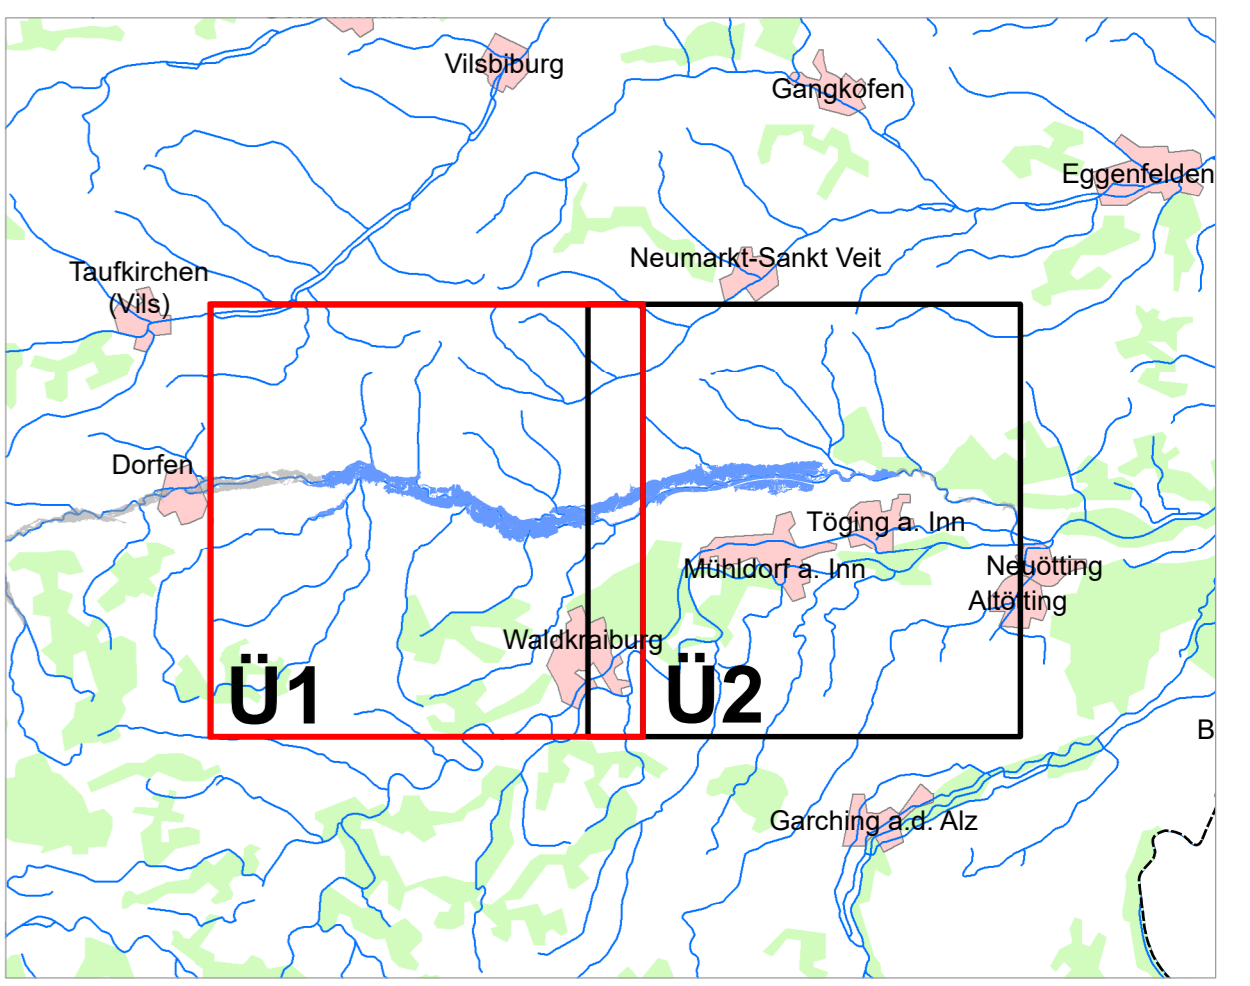 Vilsbiburg
Gangkofen
Eggenfelden
Neumarkt-Sankt Veit
Taufkirchen
(Vils)
Dorfen
Töging a. Inn
Mühldorf a. Inn
Neuötting
Altötting
Waldkraiburg
Ü1
Ü2
B
Garching a.d. Alz